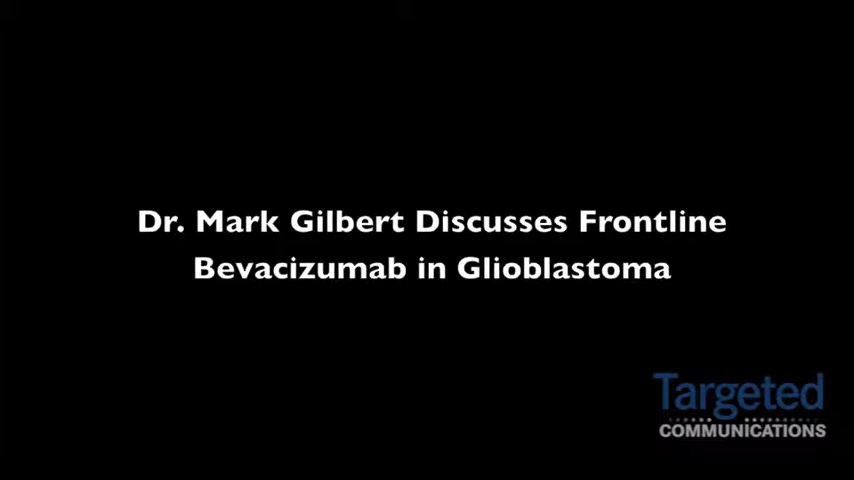 Dr. Mark Gilbert Discusses Frontline
Bevacizumab in Glioblastoma
Targeted
COMMUNICATIONS